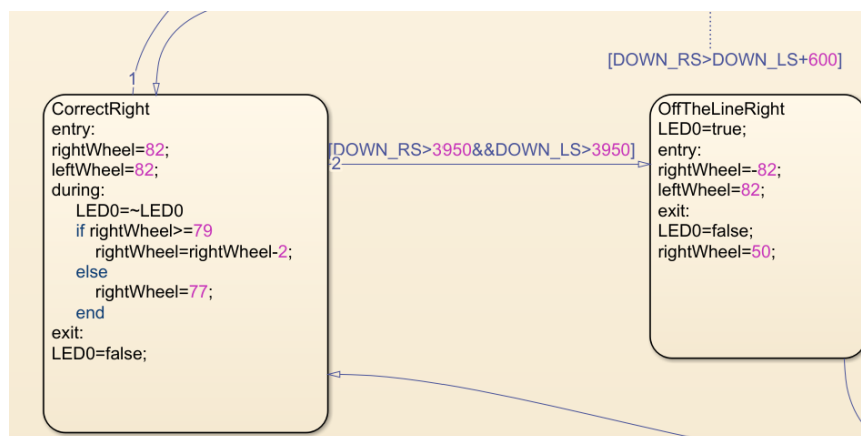 1
[DOWN_RS>DOWN_LS+600]
CorrectRight
entry:
rightWheel=82;
leftWheel=82;
during:
LED0=~LED0
if rightWheel>=79
rightWheel=rightWheel-2;
else
rightWheel=77;
end
exit:
LED0=false;
[DOWN_RS>3950&&DOWN_LS>3950]
2
OffTheLineRight
LED0=true;
entry:
rightWheel=-82;
leftWheel=82;
exit:
LED0=false;
rightWheel=50;